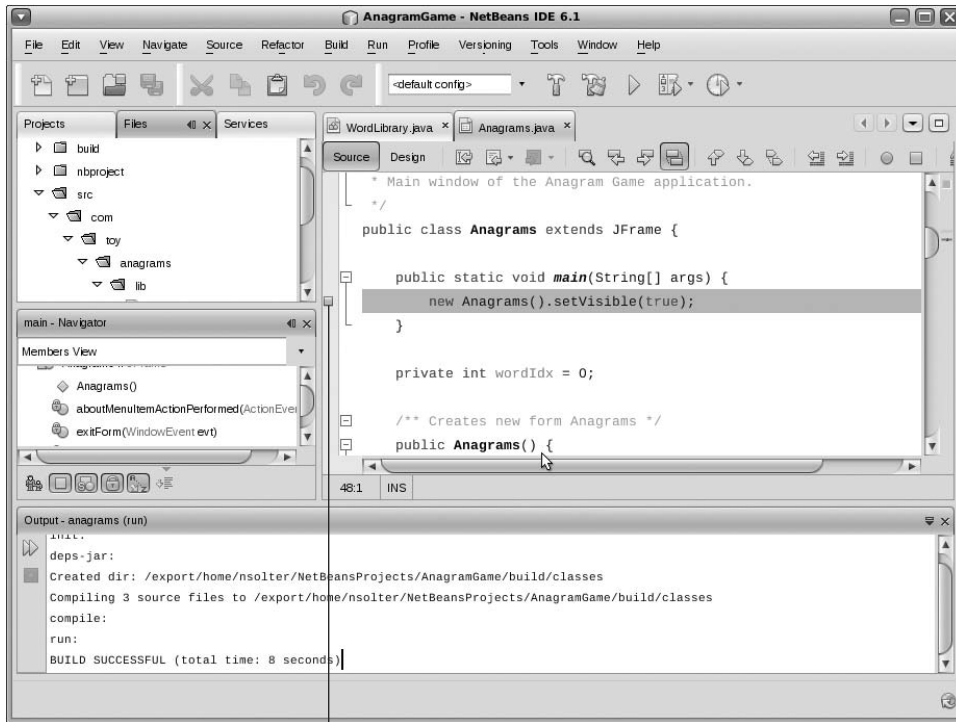 AnagramGame - NetBeans IDE 6.1
File Edit View Navigate Source Refactor Build Run Profile Versioning Tools Window Help
<default config>
Projects Files Services
build
nbproject
src
com
toy
anagrams
lib
main - Navigator
Members View
Anagrams()
aboutMenuItemActionPerformed(ActionEve
exitForm(WindowEvent evt)
WordLibrary.java Anagrams.java
Source Design
* Main window of the Anagram Game application.
*/
public class Anagrams extends JFrame {
public static void main(String[] args) {
new Anagrams().setVisible(true);
}
private int wordIdx = 0;
/** Creates new form Anagrams */
public Anagrams() {
48:1 INS
Output - anagrams (run)
init:
deps-jar:
Created dir: /export/home/nsolter/NetBeansProjects/AnagramGame/build/classes
Compiling 3 source files to /export/home/nsolter/NetBeansProjects/AnagramGame/build/classes
compile:
run:
BUILD SUCCESSFUL (total time: 8 seconds)